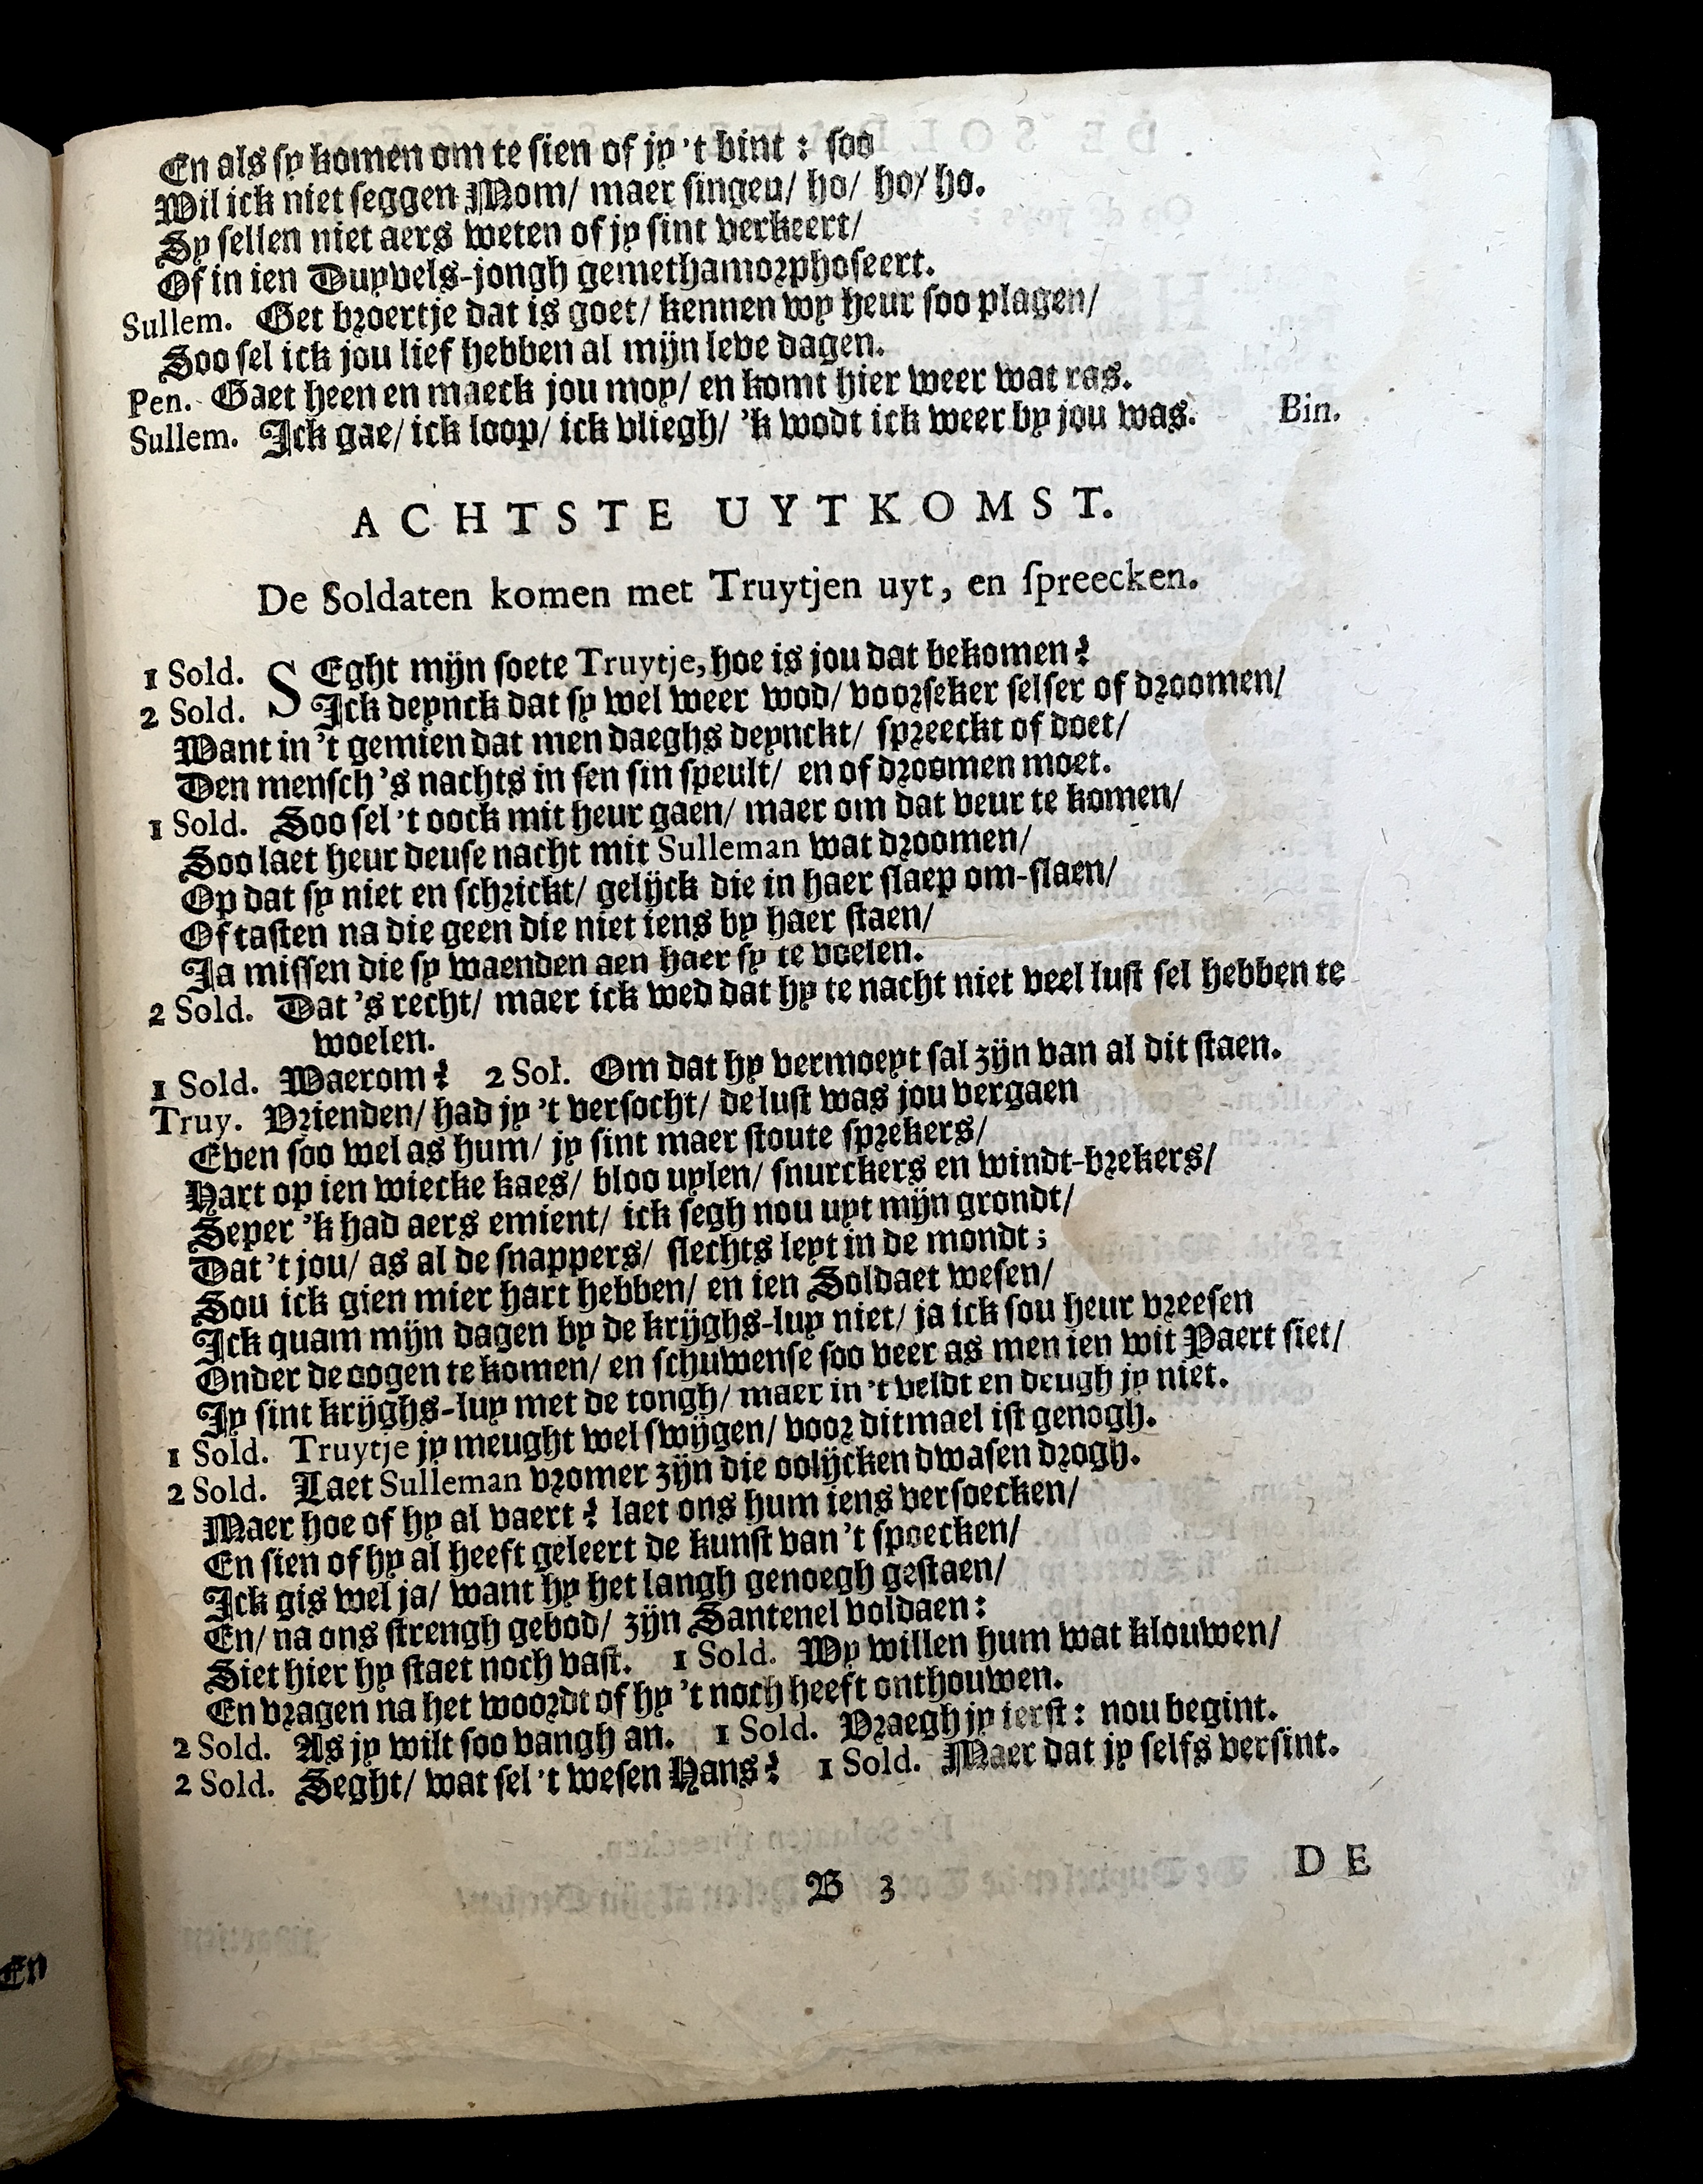 En als sy komen om te sien of jy 't bint : soo
Wil ick niet seggen Mom/ maer singeu/ ho/ ho/ ho.
Sy sellen niet aers weten of jy sint verkeert/
Of in ien Duyvels-jongh gemethamorphoseert.
Sullem. Get broertje dat is goet/ kennen wy heur soo plagen/
Soo sel ick jou lief hebben al mijn leve dagen.
Pen. Gaet heen en maeck jou moy/ en komt hier weer wat ras.
Sullem. Ick gae/ ick loop/ ick vliegh/ 'k wodt ick weer by jou was. Bin.
ACHTSTE UYTKOMST.
De Soldaten komen met Truytjen uyt, en spreecken.
1 Sold. SEght mijn soete Truytje, hoe is jou dat bekomen?
2 Sold. Ick deynck dat sy wel weer wod/ voorseker selser of droomen/
Want in 't gemien dat men daeghs deynckt/ spreeckt of doet/
Den mensch 's nachts in sen sin speult/ en of droomen moet.
1 Sold. Soo sel 't oock mit heur gaen/ maer om dat veur te komen/
Soo laet heur deuse nacht mit Sulleman wat droomen/
Op dat sy niet en schrickt/ gelijck die in haer slaep om-slaen/
Of tasten na die geen die niet iens by haer staen/
Ja missen die sy waenden aen haer sy te voelen.
2 Sold. Dat 's recht/ maer ick wed dat hy te nacht niet veel lust sel hebben te
woelen.
1 Sold. Waerom? 2 Sol. Om dat hy vermoeyt sal zijn van al dit staen.
Truy. Vrienden/ had jy 't versocht/ de lust was jou vergaen
Even soo wel as hum/ jy sint maer stoute sprekers/
Hart op ien wiecke kaes/ bloo uylen/ snurckers en windt-brekers/
Seper 'k had aers emient/ ick segh nou uyt mijn grondt/
Dat 't jou/ as al de snappers/ slechts leyt in de mondt;
Sou ick gien mier hart hebben/ en ien Soldaet wesen/
Ick quam mijn dagen by de krijghs-luy niet/ ja ick sou heur vreesen
Onder de oogen te komen/ en schuwense soo veer as men ien wit Paert siet/
Jy sint krijghs-luy met de tongh/ maer in 't veldt en deugh jy niet.
1 Sold. Truytje jy meught wel swijgen/ voor ditmael ist genogh.
2 Sold. Laet Sulleman vromer zijn die oolijcken dwasen drogh.
Maer hoe of hy al vaert? laet ons hum iens versoecken/
En sien of hy al heeft geleert de kunst van 't spoecken/
Ick gis wel ja/ want hy het langh genoegh gestaen/
En/ na ons strengh gebod/ zijn Santenel voldaen:
Siet hier hy staet noch vast. 1 Sold. Wy willen hum wat klouwen/
En vragen na het woordt of hy 't noch heeft onthouwen.
2 Sold. As jy wilt soo vangh an. 1 Sold. Vraegh jy ierst: nou begint.
2 Sold. Seght/ wat sel 't wesen Hans? 1 Sold. Maer dat jy selfs versint.
B 3
DE
En